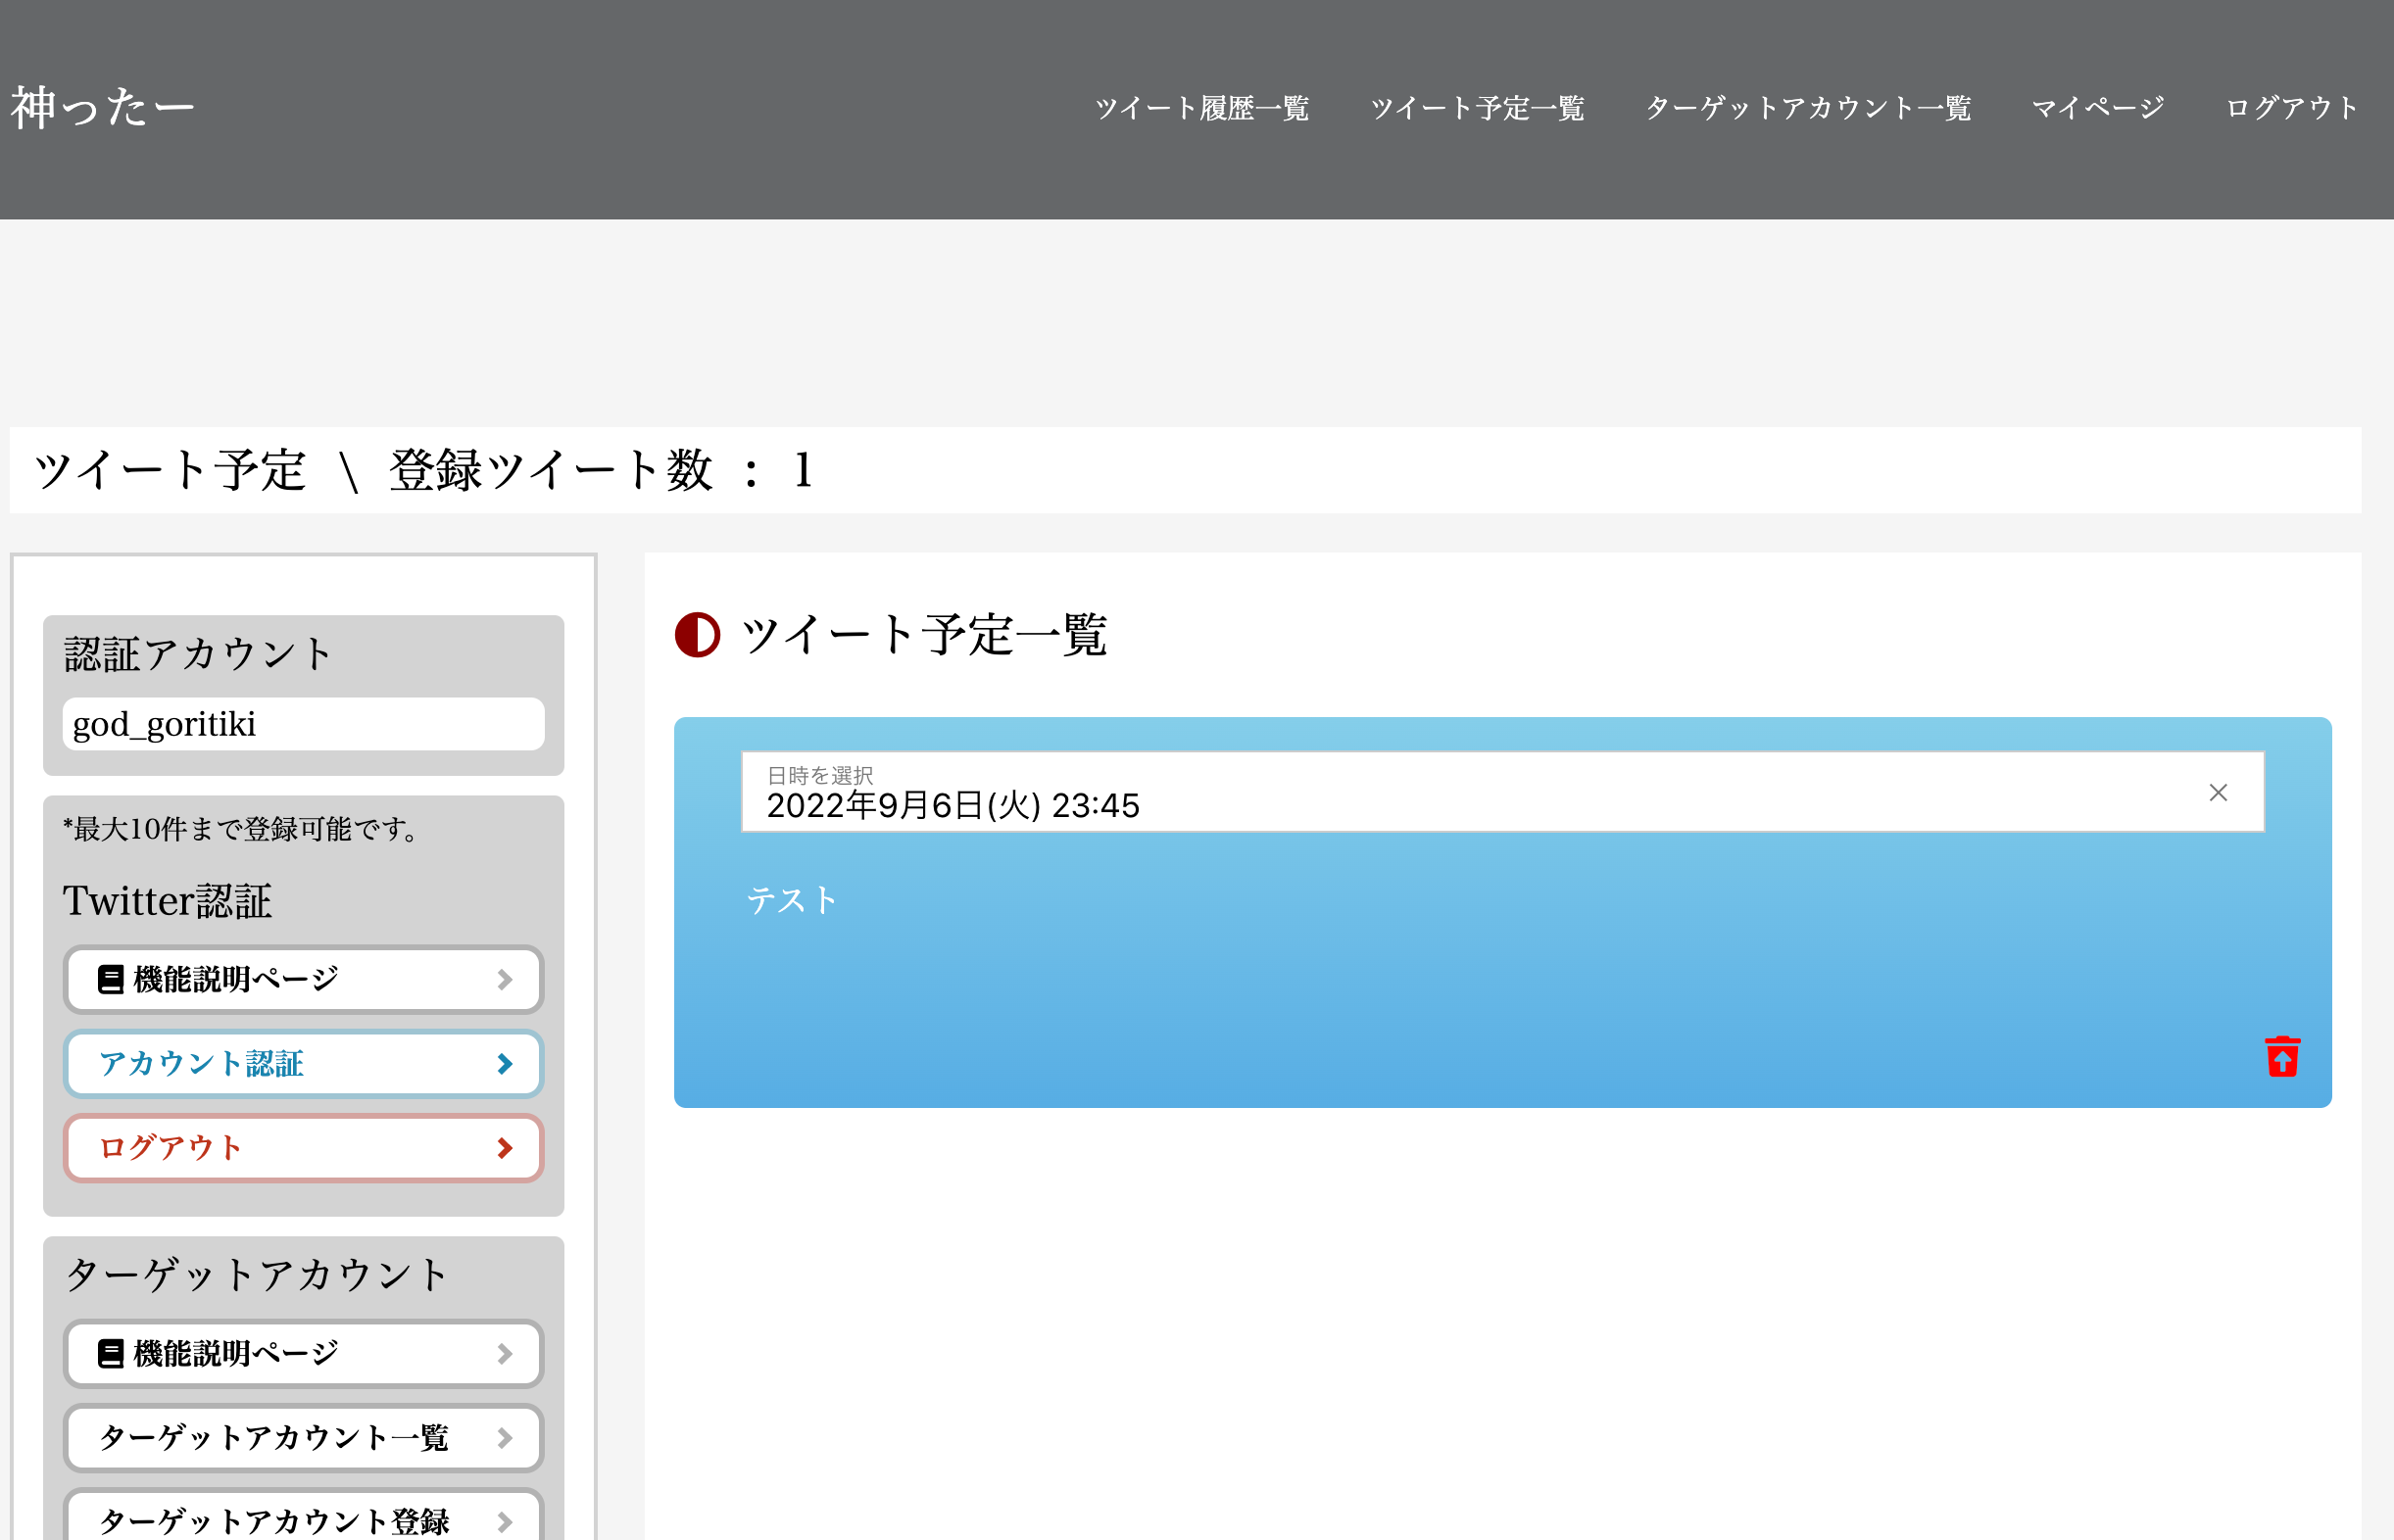 神ったー
ツイート履歴一覧 ツイート予定一覧 ターゲットアカウント一覧 マイページ ログアウト
ツイート予定 \ 登録ツイート数 : 1
認証アカウント
god_goritiki
*最大10件まで登録可能です。
Twitter認証
機能説明ページ
アカウント認証
ログアウト
ターゲットアカウント
機能説明ページ
ターゲットアカウント一覧
ターゲットアカウント登録
ツイート予定一覧
日時を選択
2022年9月6日(火) 23:45
テスト